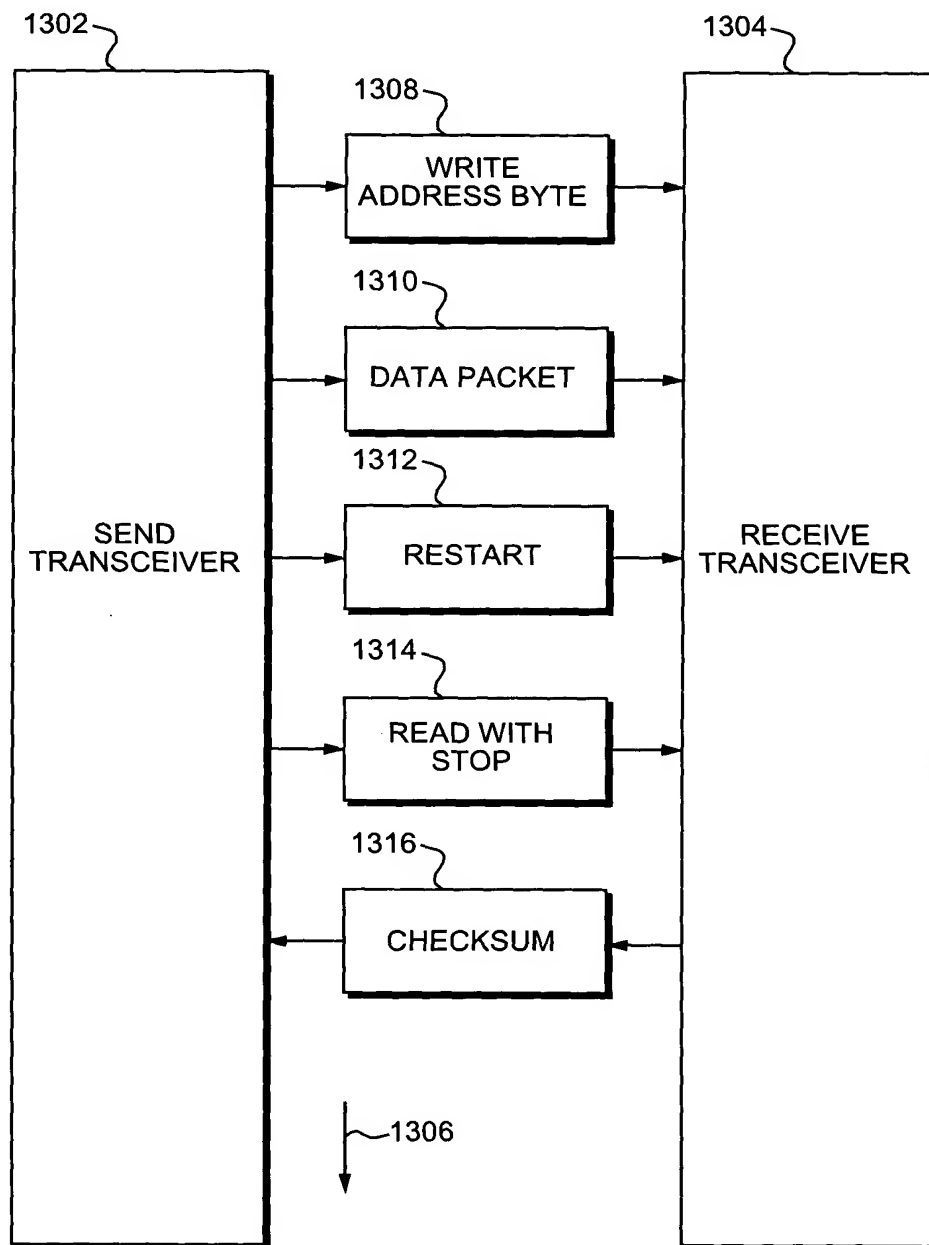 1302
1304
1308
WRITE
ADDRESS BYTE
1310
DATA PACKET
1312
SEND
TRANSCEIVER
RESTART
RECEIVE
TRANSCEIVER
1314
READ WITH
STOP
1316
CHECKSUM
1306